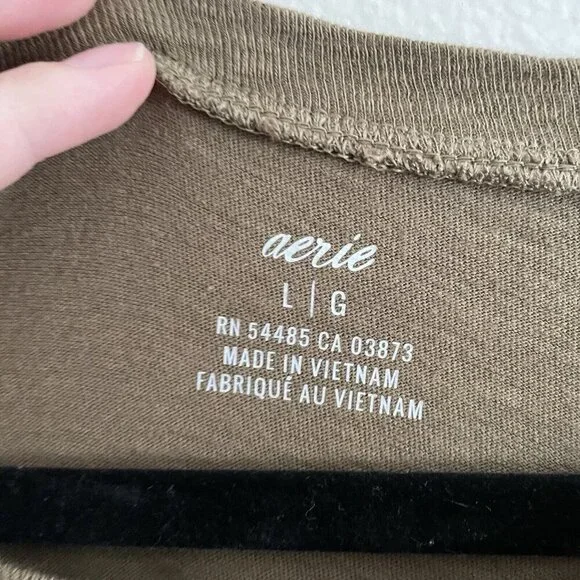 aerie
L | G
RN 54485 CA 03873
MADE IN VIETNAM
FABRIQUÉ AU VIETNAM